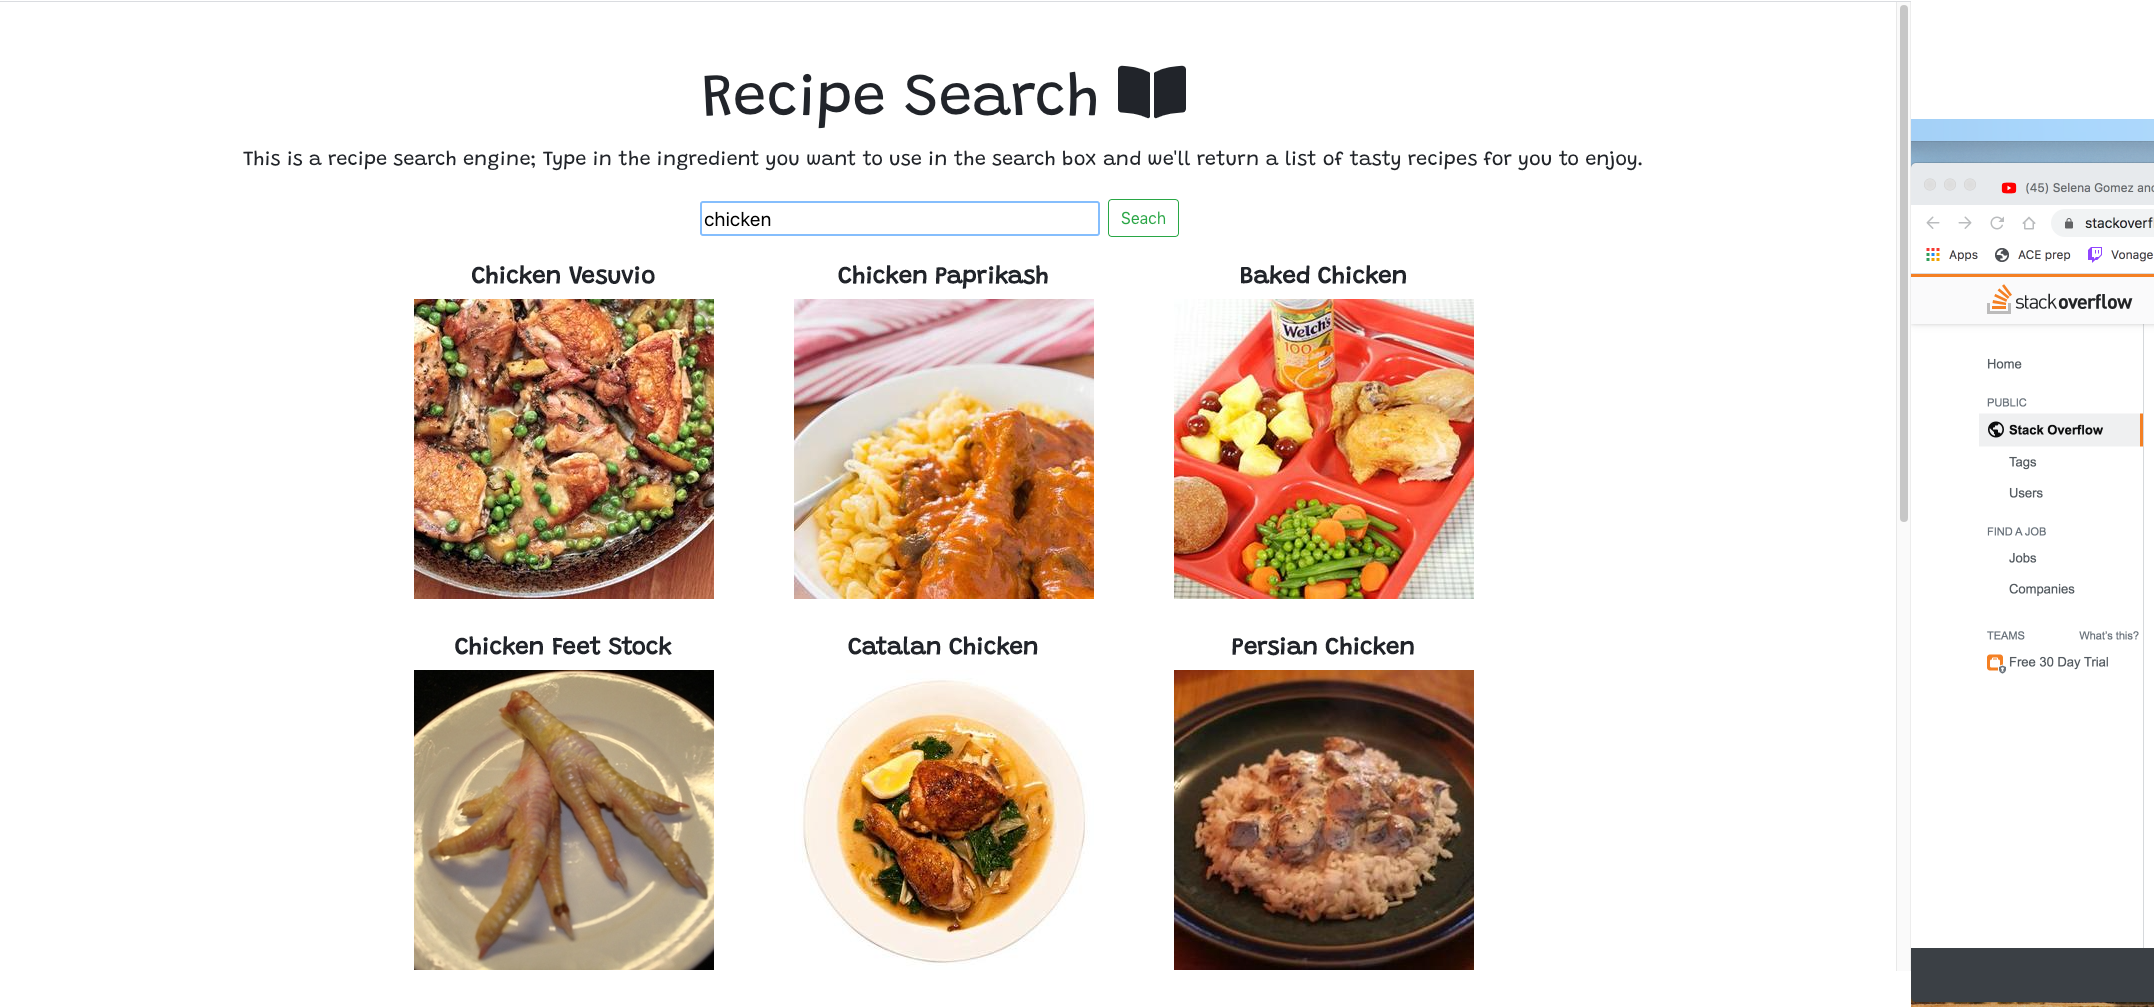 Recipe Search
This is a recipe search engine; Type in the ingredient you want to use in the search box and we'll return a list of tasty recipes for you to enjoy.
chicken
Seach
Chicken Vesuvio
Chicken Paprikash
Baked Chicken
Welch's
100
Chicken Feet Stock
Catalan Chicken
Persian Chicken
(45) Selena Gomez and
stackoverf
Apps
ACE prep
Vonage
stackoverflow
Home
PUBLIC
Stack Overflow
Tags
Users
FIND A JOB
Jobs
Companies
TEAMS What's this?
Free 30 Day Trial